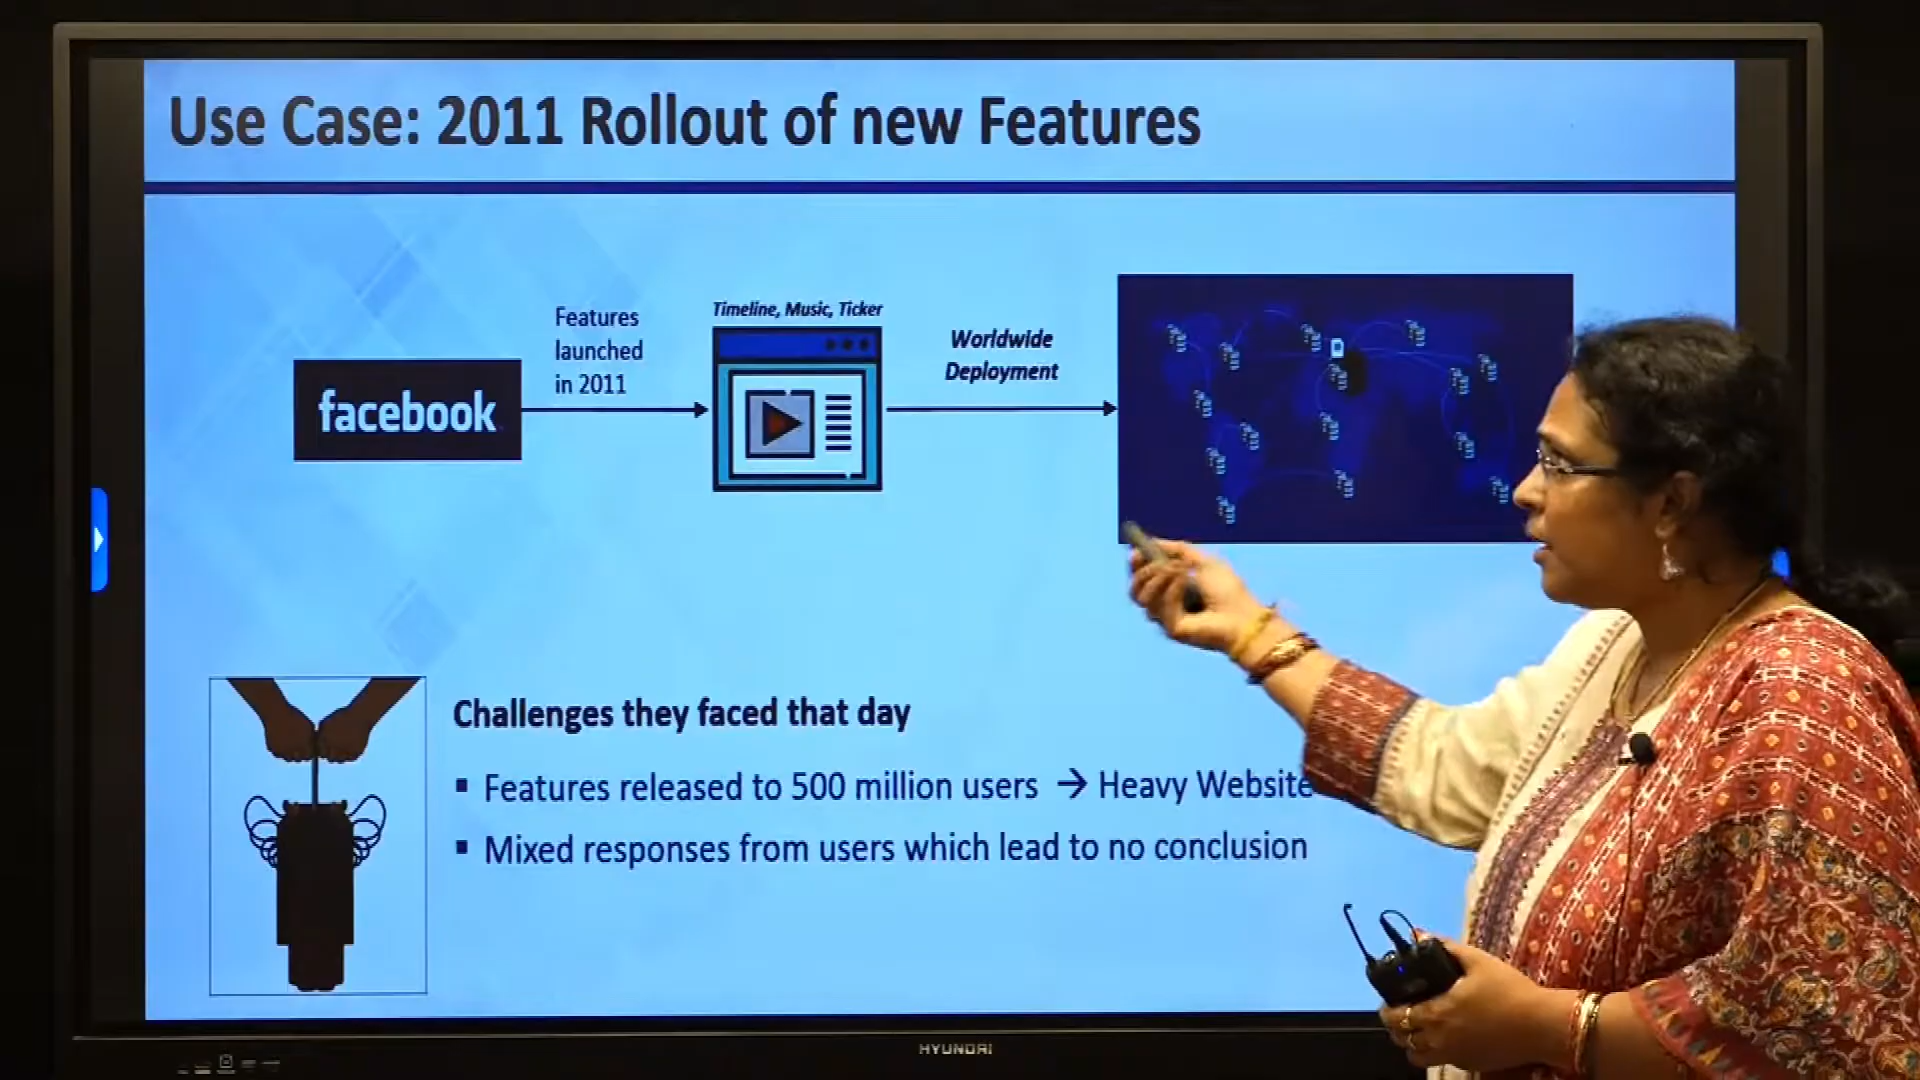 Use Case: 2011 Rollout of new Features
Features
launched
in 2011
Timeline, Music, Ticker
Worldwide
Deployment
facebook
Challenges they faced that day
▪ Features released to 500 million users → Heavy Website
▪ Mixed responses from users which lead to no conclusion
HYUNDAI